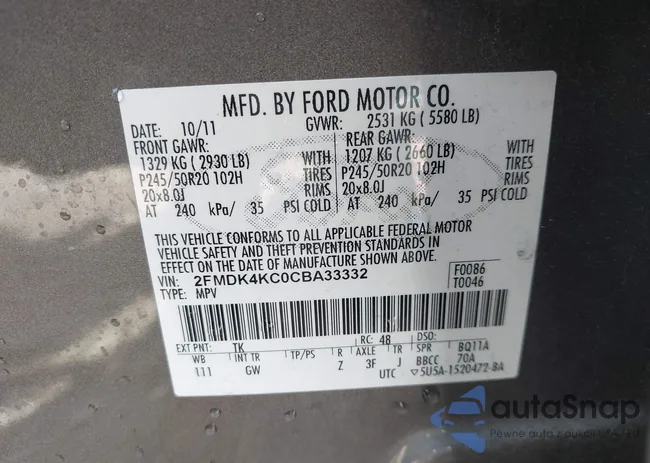 MFD. BY FORD MOTOR CO.
DATE: 10/11 GVWR: 2531 KG ( 5580 LB)
FRONT GAWR: REAR GAWR:
1329 KG ( 2930 LB) WITH 1207 KG ( 2660 LB) WITH
P245/50R20 102H TIRES P245/50R20 102H TIRES
20x8.0J RIMS 20x8.0J RIMS
AT 240 kPa/ 35 PSI COLD AT 240 kPa/ 35 PSI COLD
THIS VEHICLE CONFORMS TO ALL APPLICABLE FEDERAL MOTOR
VEHICLE SAFETY AND THEFT PREVENTION STANDARDS IN
EFFECT ON THE DATE OF MANUFACTURE SHOWN ABOVE.
VIN: 2FMDK4KC0CBA33332 F0086
TYPE: MPV T0046
EXT PNT: TK RC: 48 DSO:
WB INT TR TP/PS R AXLE TR SPR BQ11A
111 GW Z 3F J BBCC 70A
UTC ▽5U5A-1520472-BA
autoSnap
Pewne auto z aukcji USA/EU